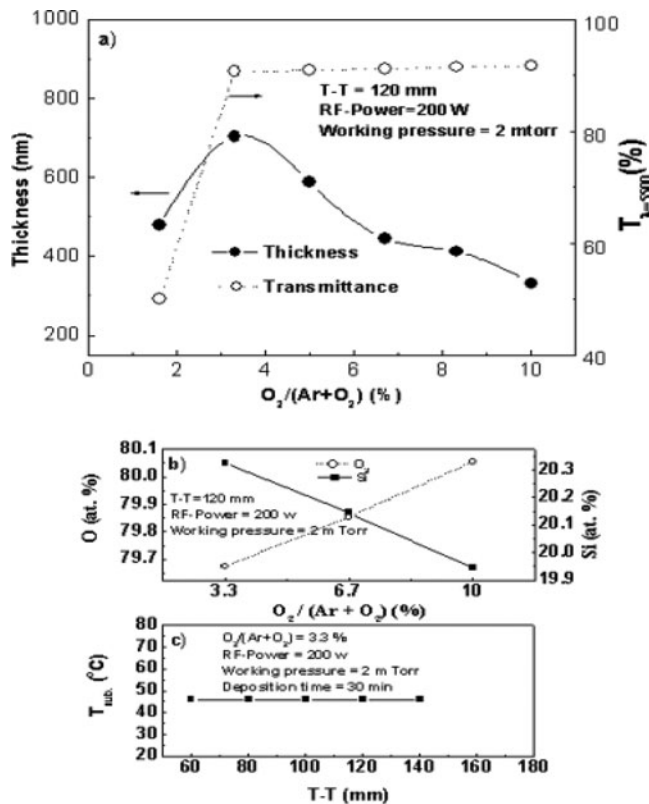 a)
1000
900
800
700
600
500
400
300
200
Thickness (nm)
100
80
60
40
(%)
T-T = 120 mm
RF-Power=200 W
Working pressure = 2 mtorr
Thickness
Transmittance
0 2 4 6 8 10
O2/(Ar+O2) (%)
b)
80.1
80.0
79.9
79.8
79.7
O (at. %)
O2
Si
T-T=120 mm
RF-Power = 200 w
Working pressure = 2 m Torr
20.3
20.2
20.1
20.0
19.9
Si (at. %)
3.3 6.7 10
O2 / (Ar + O2) (%)
c)
80
70
60
50
40
30
20
Tsub. (°C)
O2/(Ar+O2) = 3.3 %
RF-Power = 200 w
Working pressure = 2 m Torr
Deposition time = 30 min
60 80 100 120 140 160 180
T-T (mm)